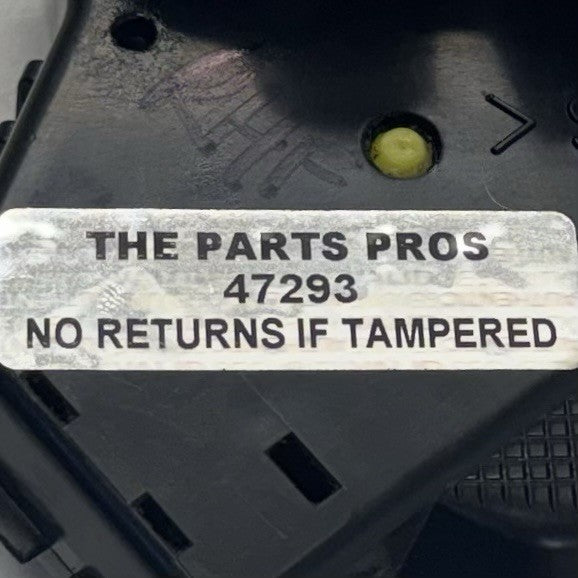 THE PARTS PROS
47293
NO RETURNS IF TAMPERED